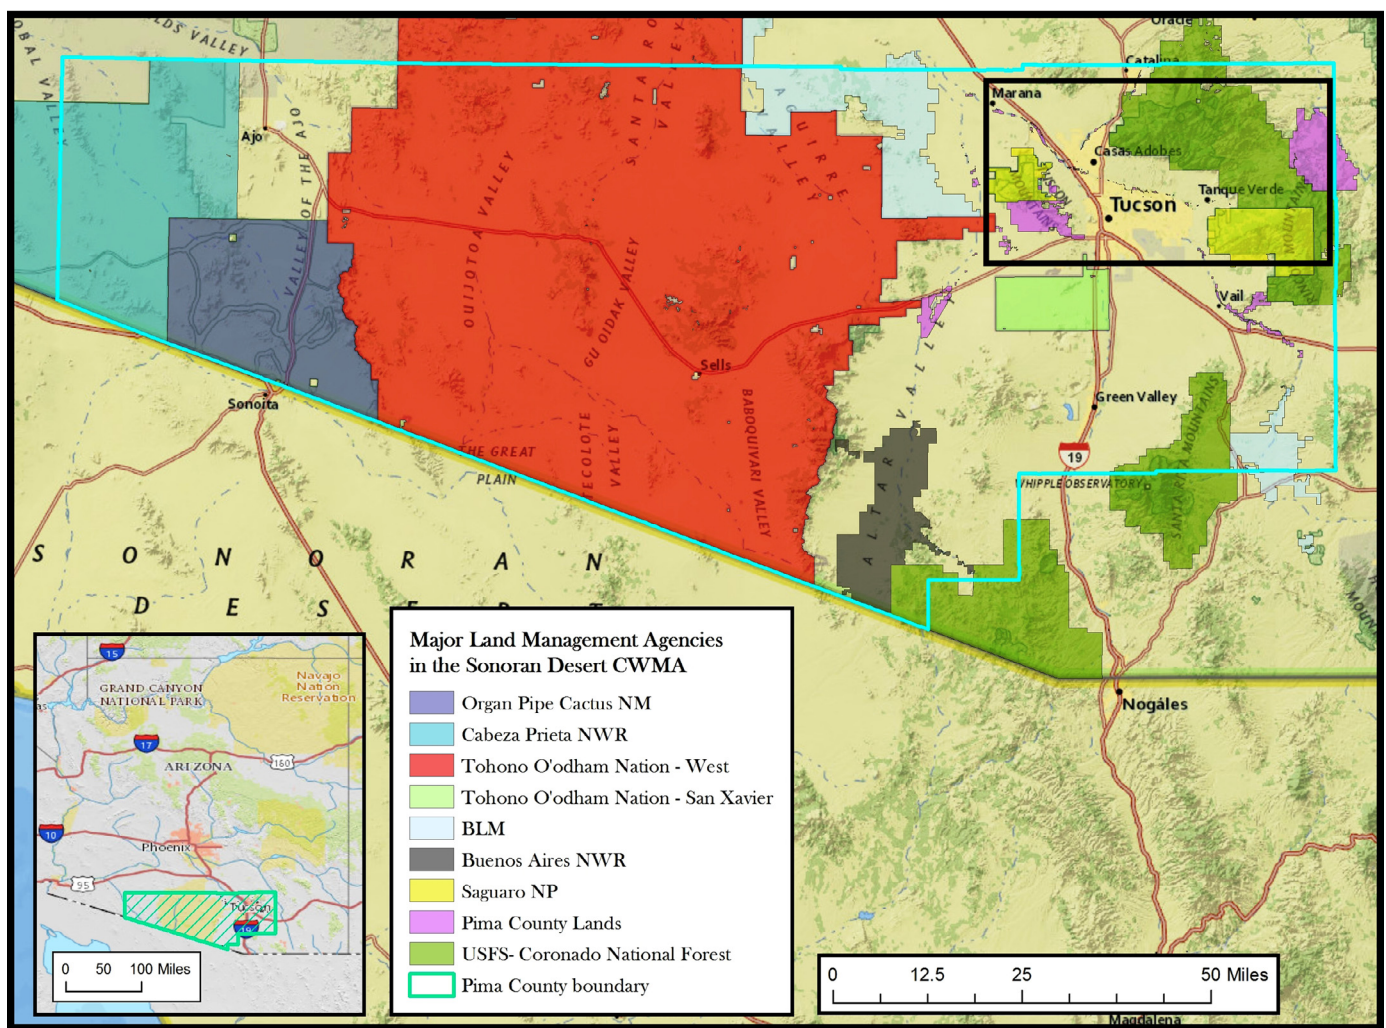 Oracle
Catalina
Marana
Ajo
VALLEY OF THE AJO
SANTA ROSA
VALLEY
AGUIRRE
VALLEY
Casas Adobes
Tanque Verde
Tucson
QUIJOTOA VALLEY
GU OIDAK VALLEY
Vail
Sells
Green Valley
Sonoita
THE GREAT
PLAIN
TECOLOTE
VALLEY
BABOQUIVARI VALLEY
ALTAR VALLEY
19
WHIPPLE OBSERVATORY
SANTA RITA MOUNTAINS
SONORAN
DESERT
Nogales
Magdalena
Major Land Management Agencies
in the Sonoran Desert CWMA
Organ Pipe Cactus NM
Cabeza Prieta NWR
Tohono O'odham Nation - West
Tohono O'odham Nation - San Xavier
BLM
Buenos Aires NWR
Saguaro NP
Pima County Lands
USFS- Coronado National Forest
Pima County boundary
15
GRAND CANYON
NATIONAL PARK
Navajo
Nation
Reservation
17
160
ARIZONA
10
Phoenix
95
Tucson
19
0 50 100 Miles
0 12.5 25 50 Miles